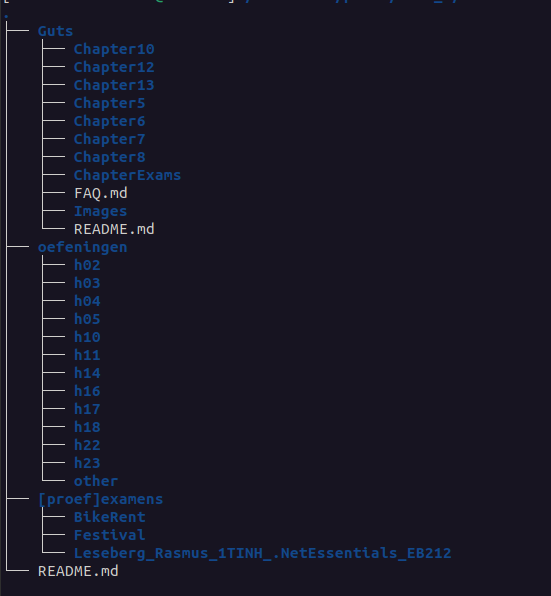 .
Guts
Chapter10
Chapter12
Chapter13
Chapter5
Chapter6
Chapter7
Chapter8
ChapterExams
FAQ.md
Images
README.md
oefeningen
h02
h03
h04
h05
h10
h11
h14
h16
h17
h18
h22
h23
other
[proef]examens
BikeRent
Festival
Leseberg_Rasmus_1TINH_.NetEssentials_EB212
README.md